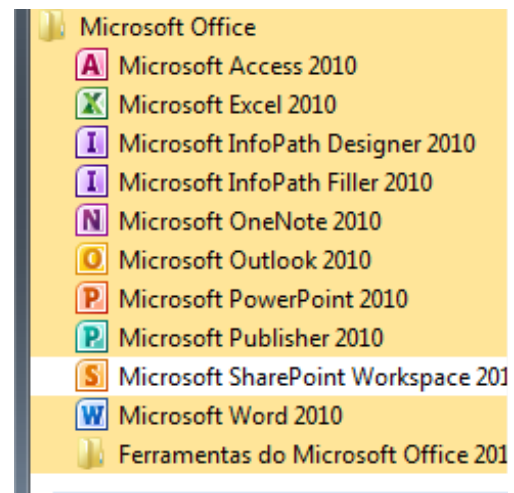 Microsoft Office
A Microsoft Access 2010
X Microsoft Excel 2010
I Microsoft InfoPath Designer 2010
I Microsoft InfoPath Filler 2010
N Microsoft OneNote 2010
O Microsoft Outlook 2010
P Microsoft PowerPoint 2010
P Microsoft Publisher 2010
S Microsoft SharePoint Workspace 201
W Microsoft Word 2010
Ferramentas do Microsoft Office 201